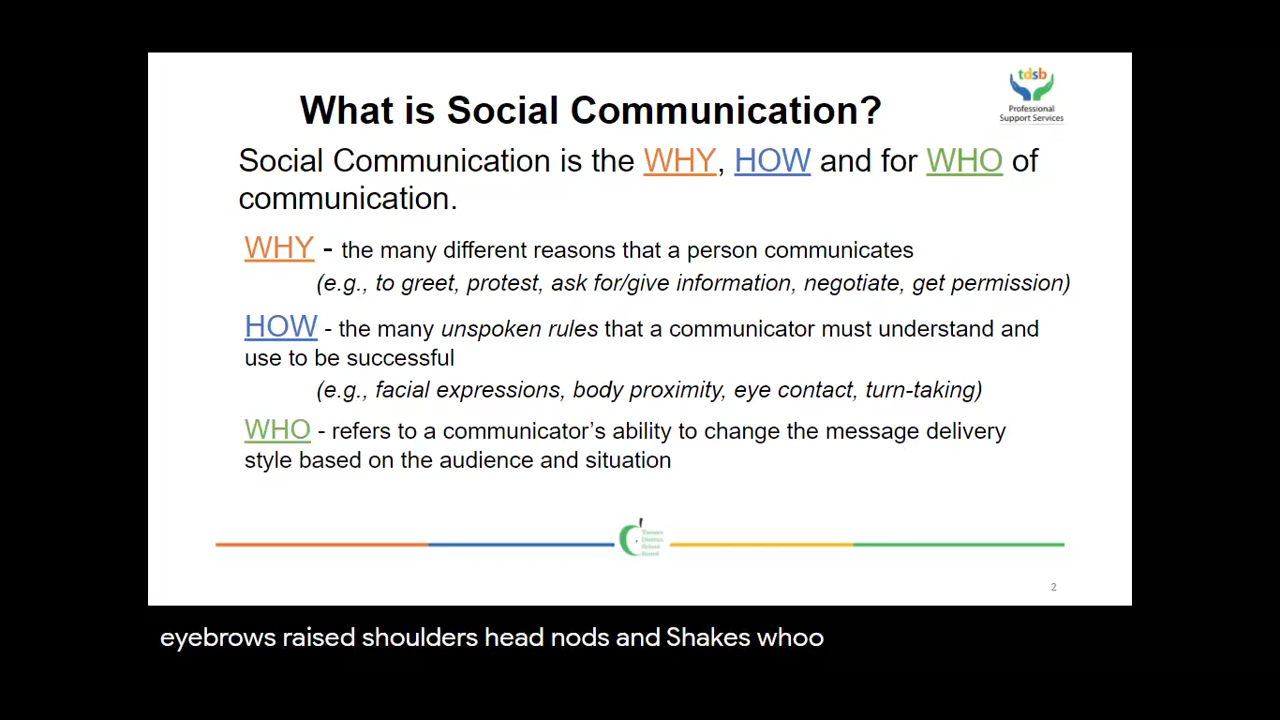 tdsb
Professional
Support Services
What is Social Communication?
Social Communication is the WHY, HOW and for WHO of
communication.
WHY - the many different reasons that a person communicates
(e.g., to greet, protest, ask for/give information, negotiate, get permission)
HOW - the many unspoken rules that a communicator must understand and
use to be successful
(e.g., facial expressions, body proximity, eye contact, turn-taking)
WHO - refers to a communicator's ability to change the message delivery
style based on the audience and situation
Toronto
District
School
Board
2
eyebrows raised shoulders head nods and Shakes whoo